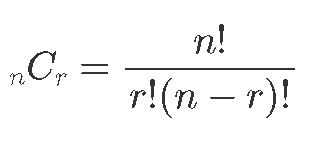 nCr = n! / r!(n − r)!